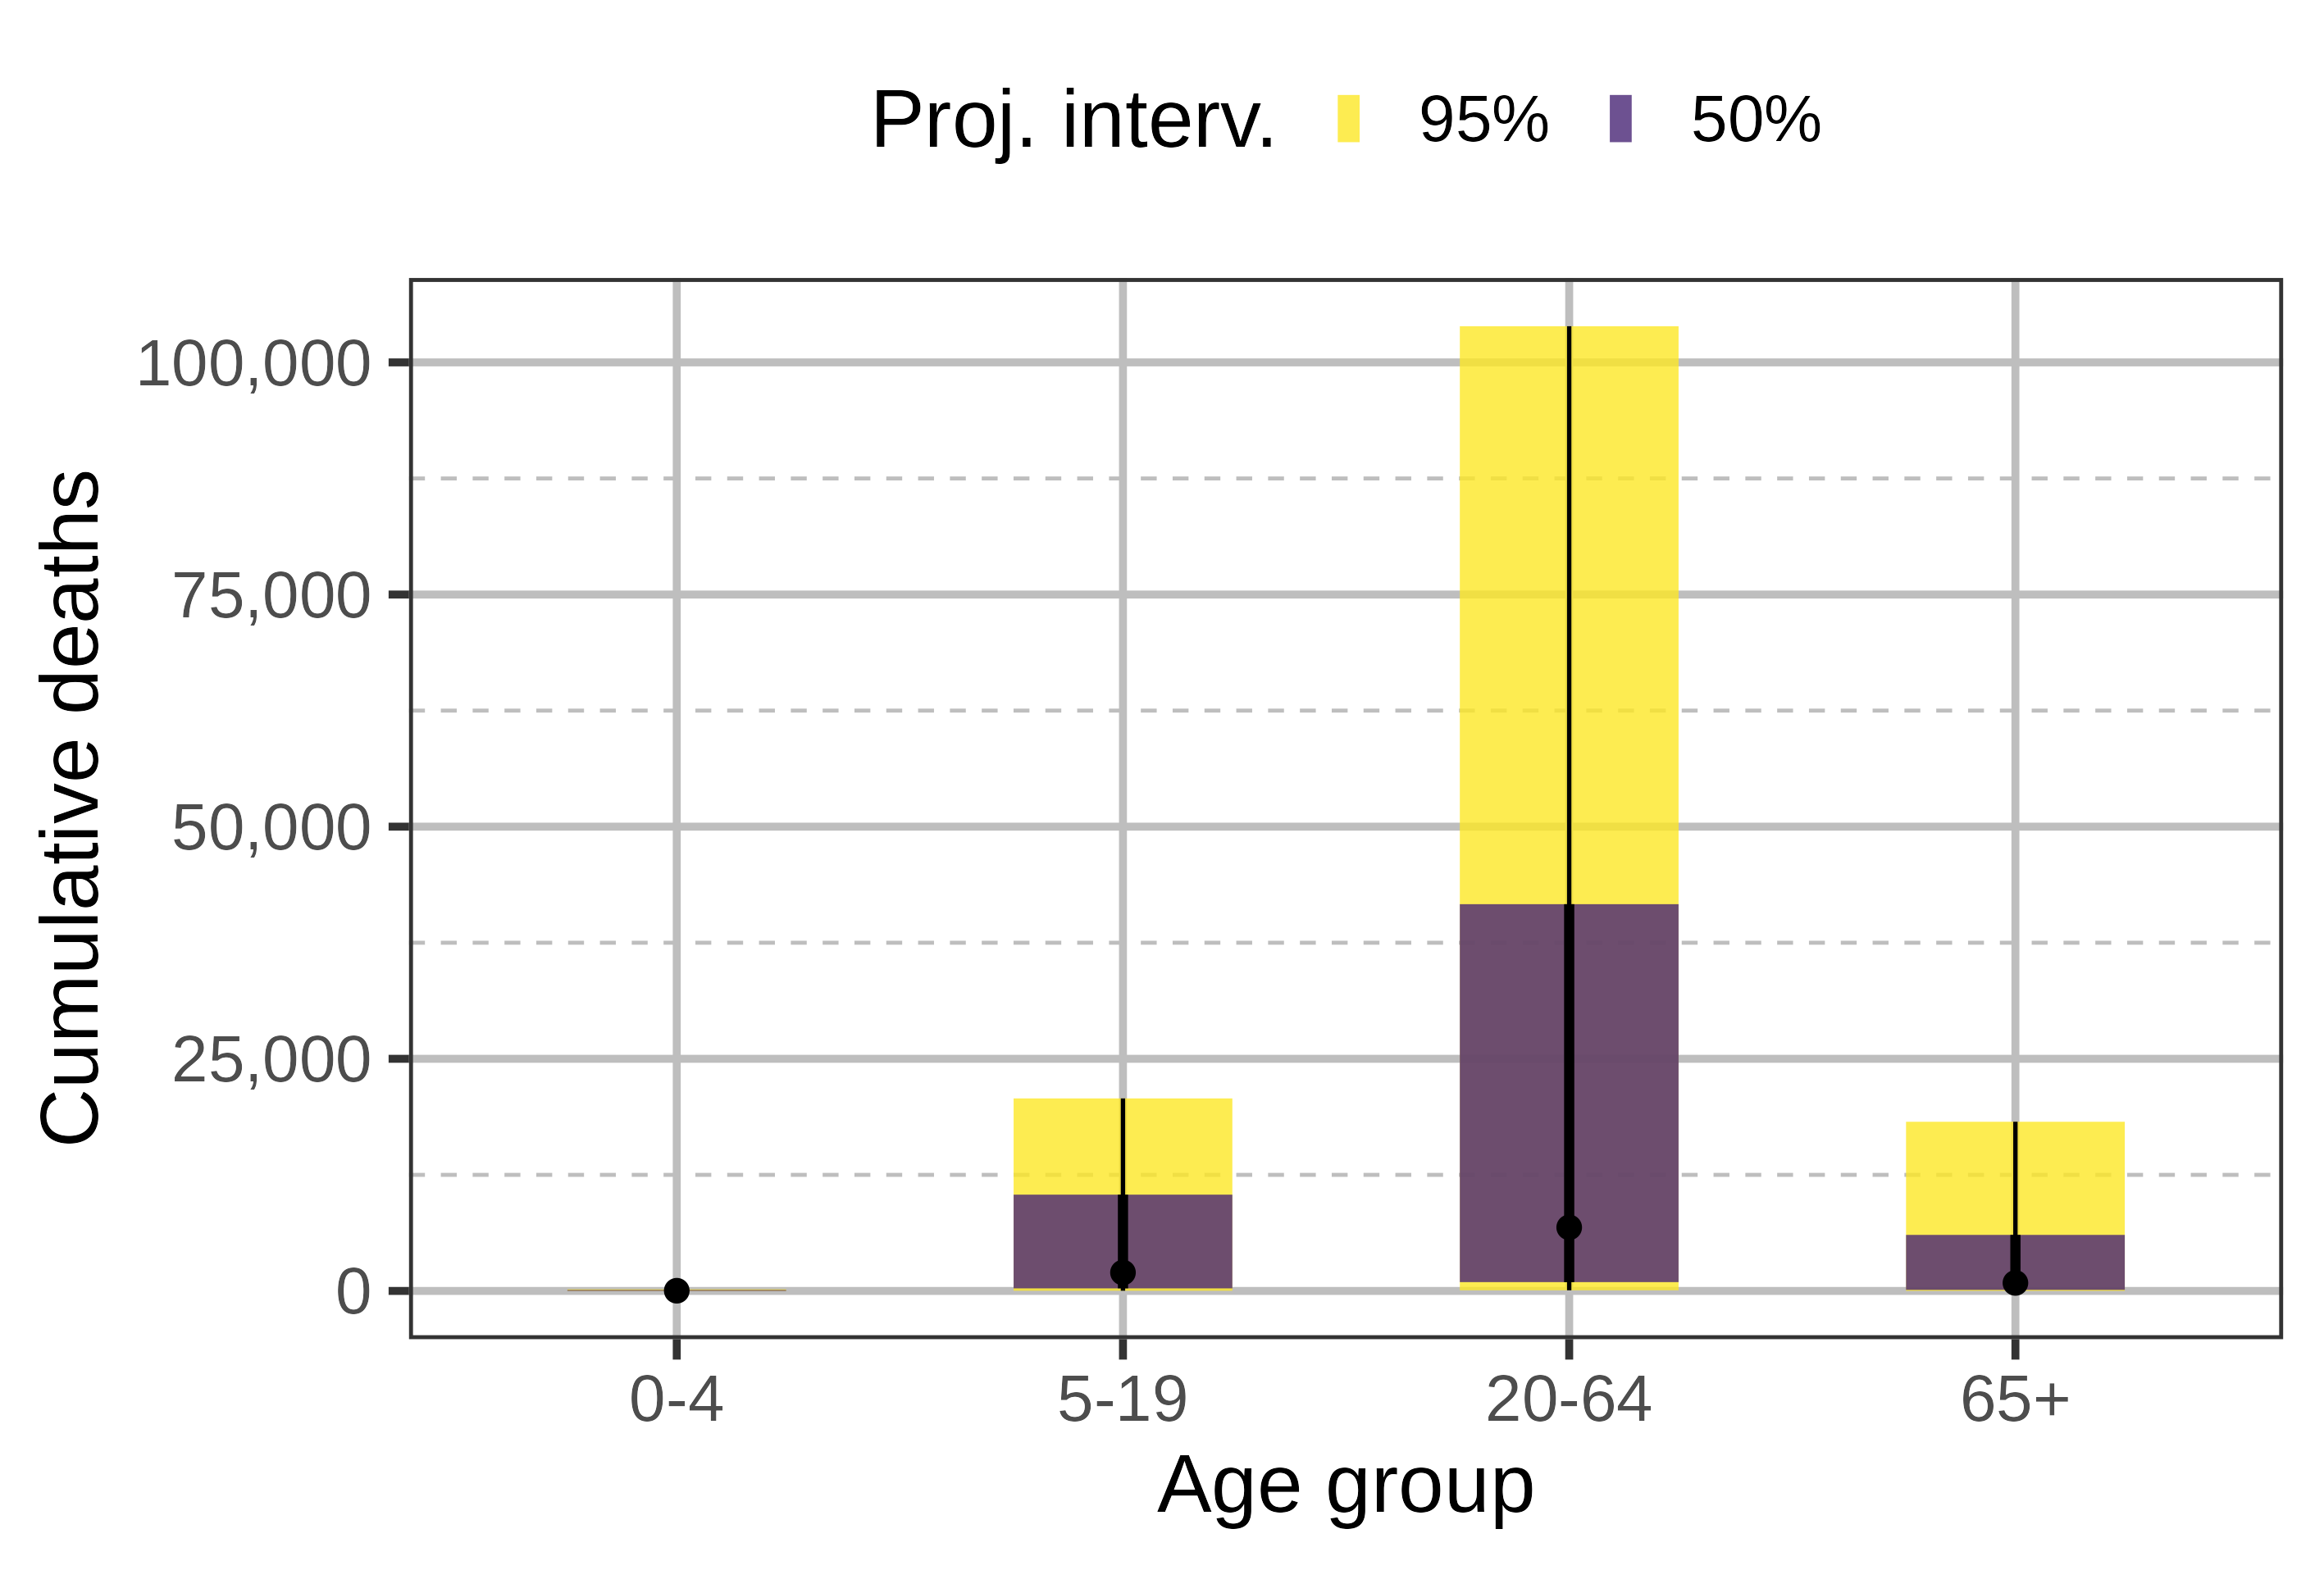 Proj. interv. 95% 50%
Cumulative deaths
100,000
75,000
50,000
25,000
0
0-4 5-19 20-64 65+
Age group